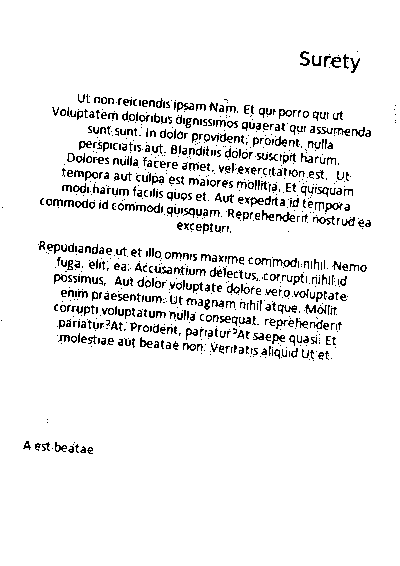 Surety
Ut non reiciendis ipsam Nam. Et qui porro qui ut
Voluptatem doloribus dignissimos quaerat qui assumenda
sunt sunt. In dolor provident, proident, nulla
perspiciatis aut. Blanditiis dolor suscipit harum.
Dolores nulla facere amet, vel exercitation est. Ut
tempora aut culpa est maiores mollitia. Et quisquam
modi harum facilis quos et. Aut expedita id tempora
commodo id commodi quisquam. Reprehenderit nostrud ea
excepturi.
Repudiandae ut et illo omnis maxime commodi nihil. Nemo
fuga, elit, ea. Accusantium delectus, corrupti nihil id
possimus. Aut dolor voluptate dolore vero voluptate
enim praesentium. Ut magnam nihil atque. Mollit
corrupti voluptatum nulla consequat. reprehenderit
pariatur? At. Proident, pariatur? At saepe quasi. Et
molestiae aut beatae non. Veritatis aliquid Ut et.
A est beatae